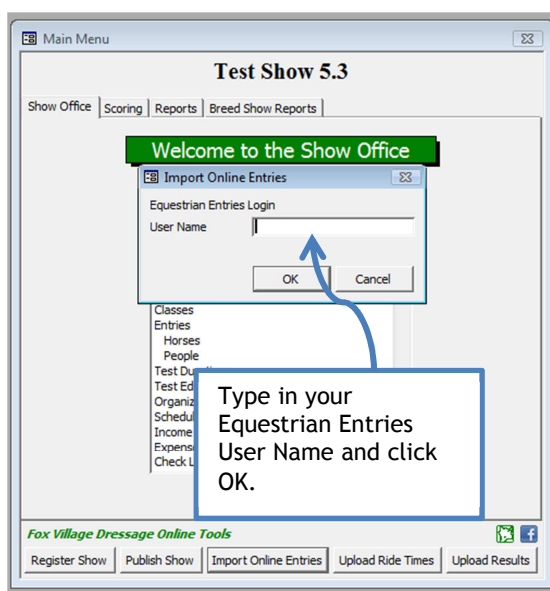 Main Menu
Test Show 5.3
Show Office Scoring Reports Breed Show Reports
Welcome to the Show Office
Import Online Entries
Equestrian Entries Login
User Name
OK Cancel
Classes
Entries
Horses
People
Test Du
Test Ed
Organiz
Schedul
Income
Expens
Check L
Type in your
Equestrian Entries
User Name and click
OK.
Fox Village Dressage Online Tools
Register Show Publish Show Import Online Entries Upload Ride Times Upload Results